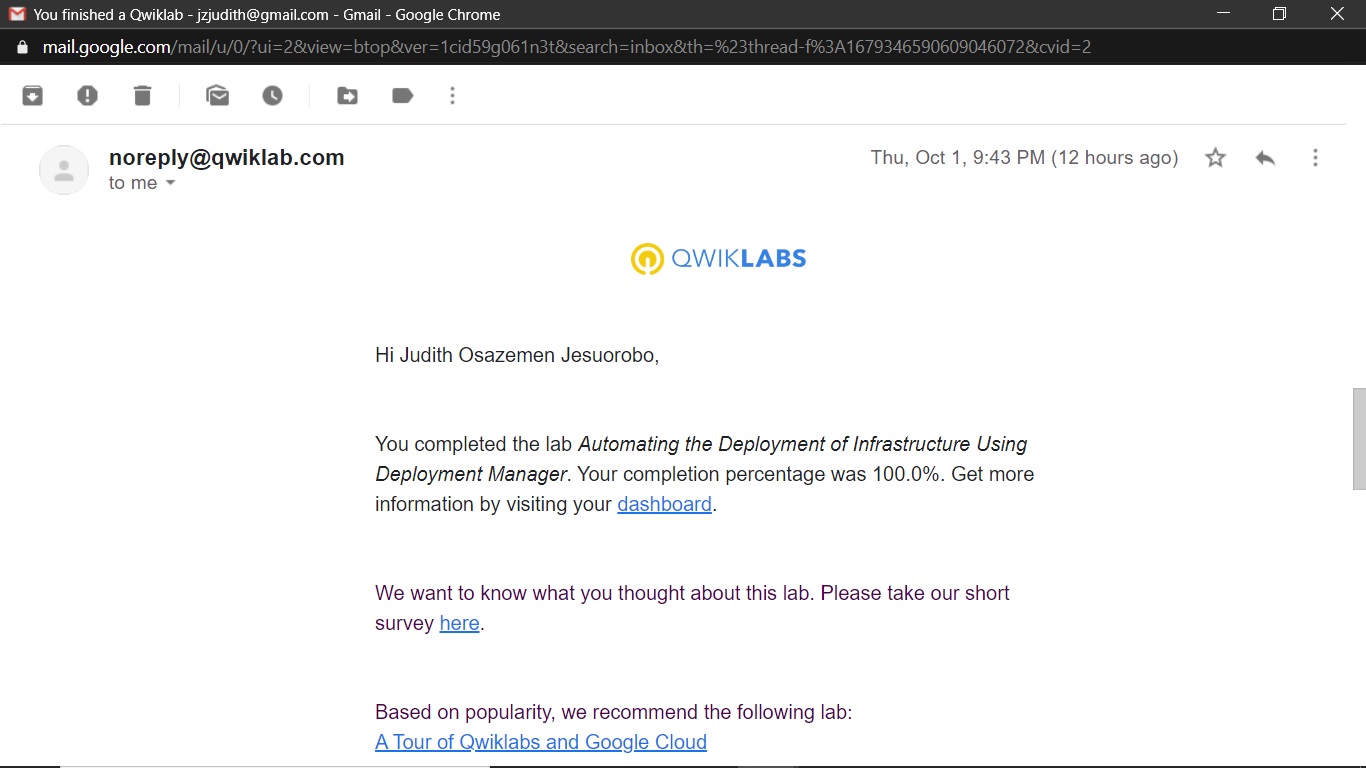 You finished a Qwiklab - jzjudith@gmail.com - Gmail - Google Chrome
mail.google.com/mail/u/0/?ui=2&view=btop&ver=1cid59g061n3t&search=inbox&th=%23thread-f%3A1679346590609046072&cvid=2
noreply@qwiklab.com
Thu, Oct 1, 9:43 PM (12 hours ago)
to me
QWIKLABS
Hi Judith Osazemen Jesuorobo,
You completed the lab Automating the Deployment of Infrastructure Using
Deployment Manager. Your completion percentage was 100.0%. Get more
information by visiting your dashboard.
We want to know what you thought about this lab. Please take our short
survey here.
Based on popularity, we recommend the following lab:
A Tour of Qwiklabs and Google Cloud